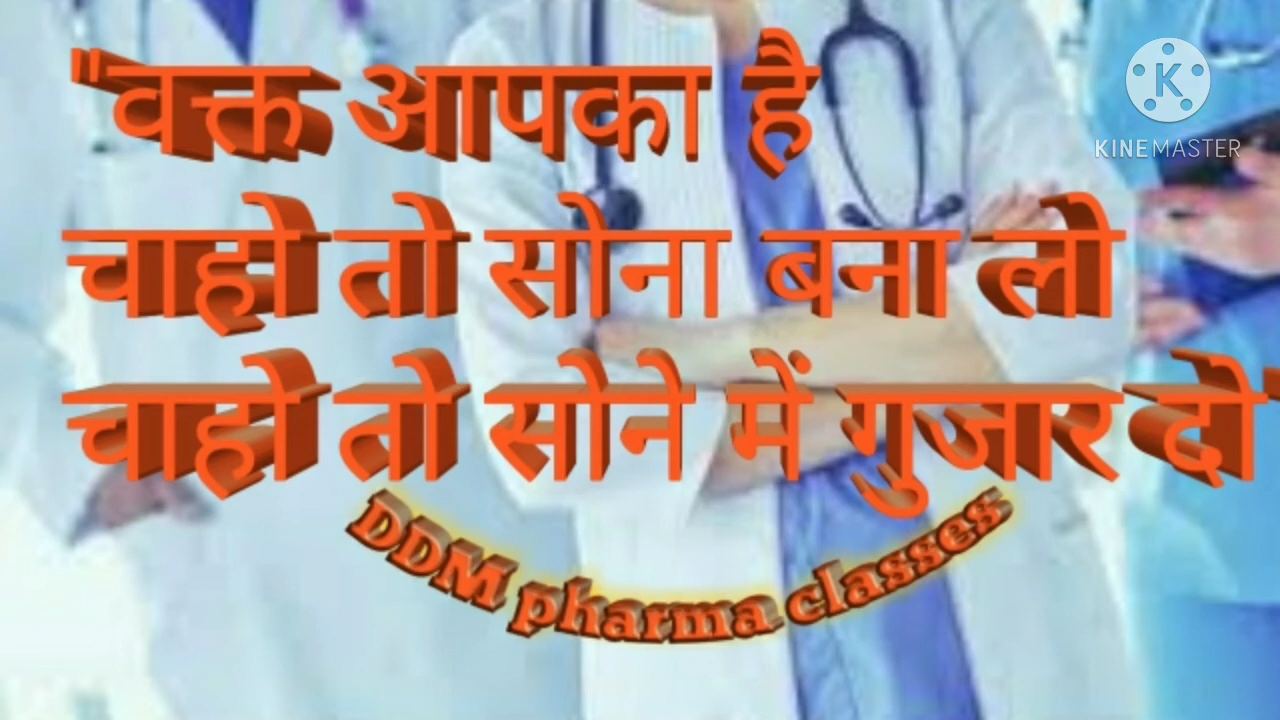 "वक्त आपका है
चाहो तो सोना बना लो
चाहो तो सोने में गुजार दो"
DDM pharma classes
K
KINEMASTER